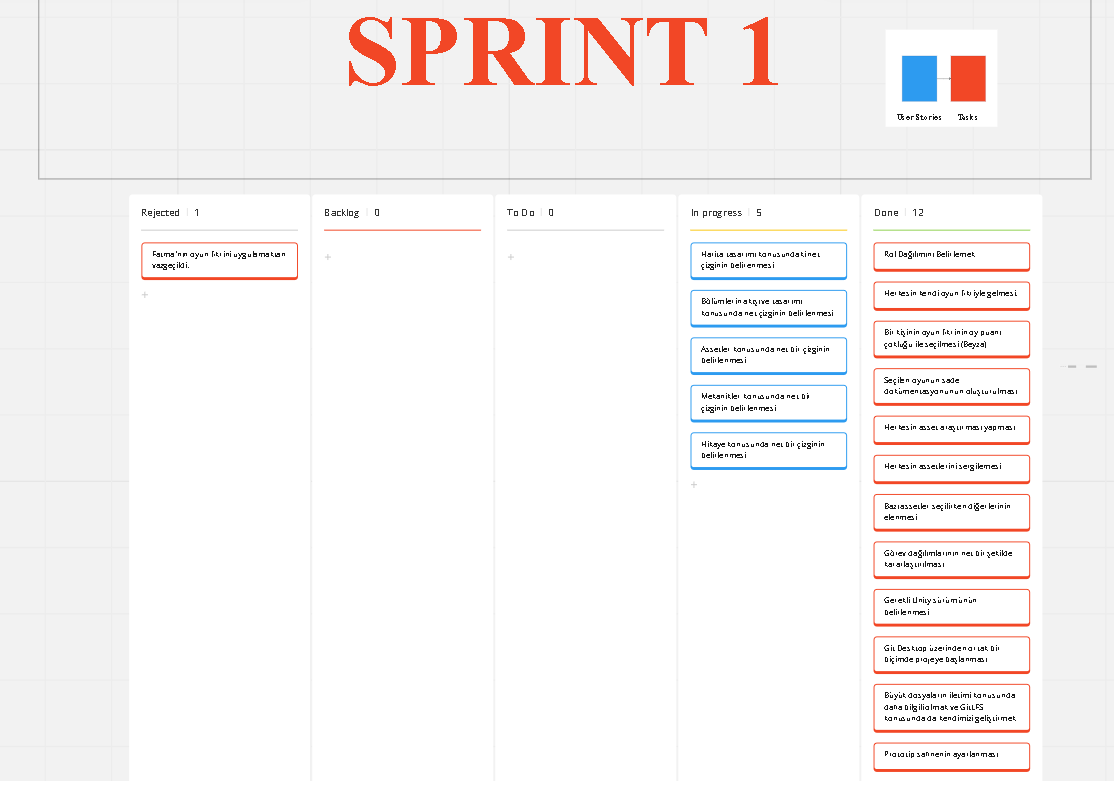 SPRINT 1
User Stories
Tasks
Rejected | 1
Fatma'nın oyun fikrini uygulamaktan
vazgeçildi.
Backlog | 0
To Do | 0
In progress | 5
Harita tasarımı konusundaki net
çizginin belirlenmesi
Bölümlerin akışı ve tasarımı
konusunda net çizginin belirlenmesi
Assetler konusunda net bir çizginin
belirlenmesi
Mekanikler konusunda net bir
çizginin belirlenmesi
Hikaye konusunda net bir çizginin
belirlenmesi
Done | 12
Rol Dağılımını Belirlemek
Herkesin kendi oyun fikriyle gelmesi
Bir kişinin oyun fikrinin oy puanı
çokluğu ile seçilmesi (Beyza)
Seçilen oyunun sade
dokümentasyonunun oluşturulması
Herkesin asset araştırması yapması
Herkesin assetlerini sergilemesi
Bazı assetler seçilirken diğerlerinin
elenmesi
Görev dağılımlarının net bir şekilde
kararlaştırılması
Gerekli Unity sürümünün
belirlenmesi
Git Desktop üzerinden ortak bir
biçimde projeye başlanması
Büyük dosyaların iletimi konusunda
daha bilgili olmak ve Git LFS
konusunda da kendimizi geliştirmek
Prototip sahnenin ayarlanması